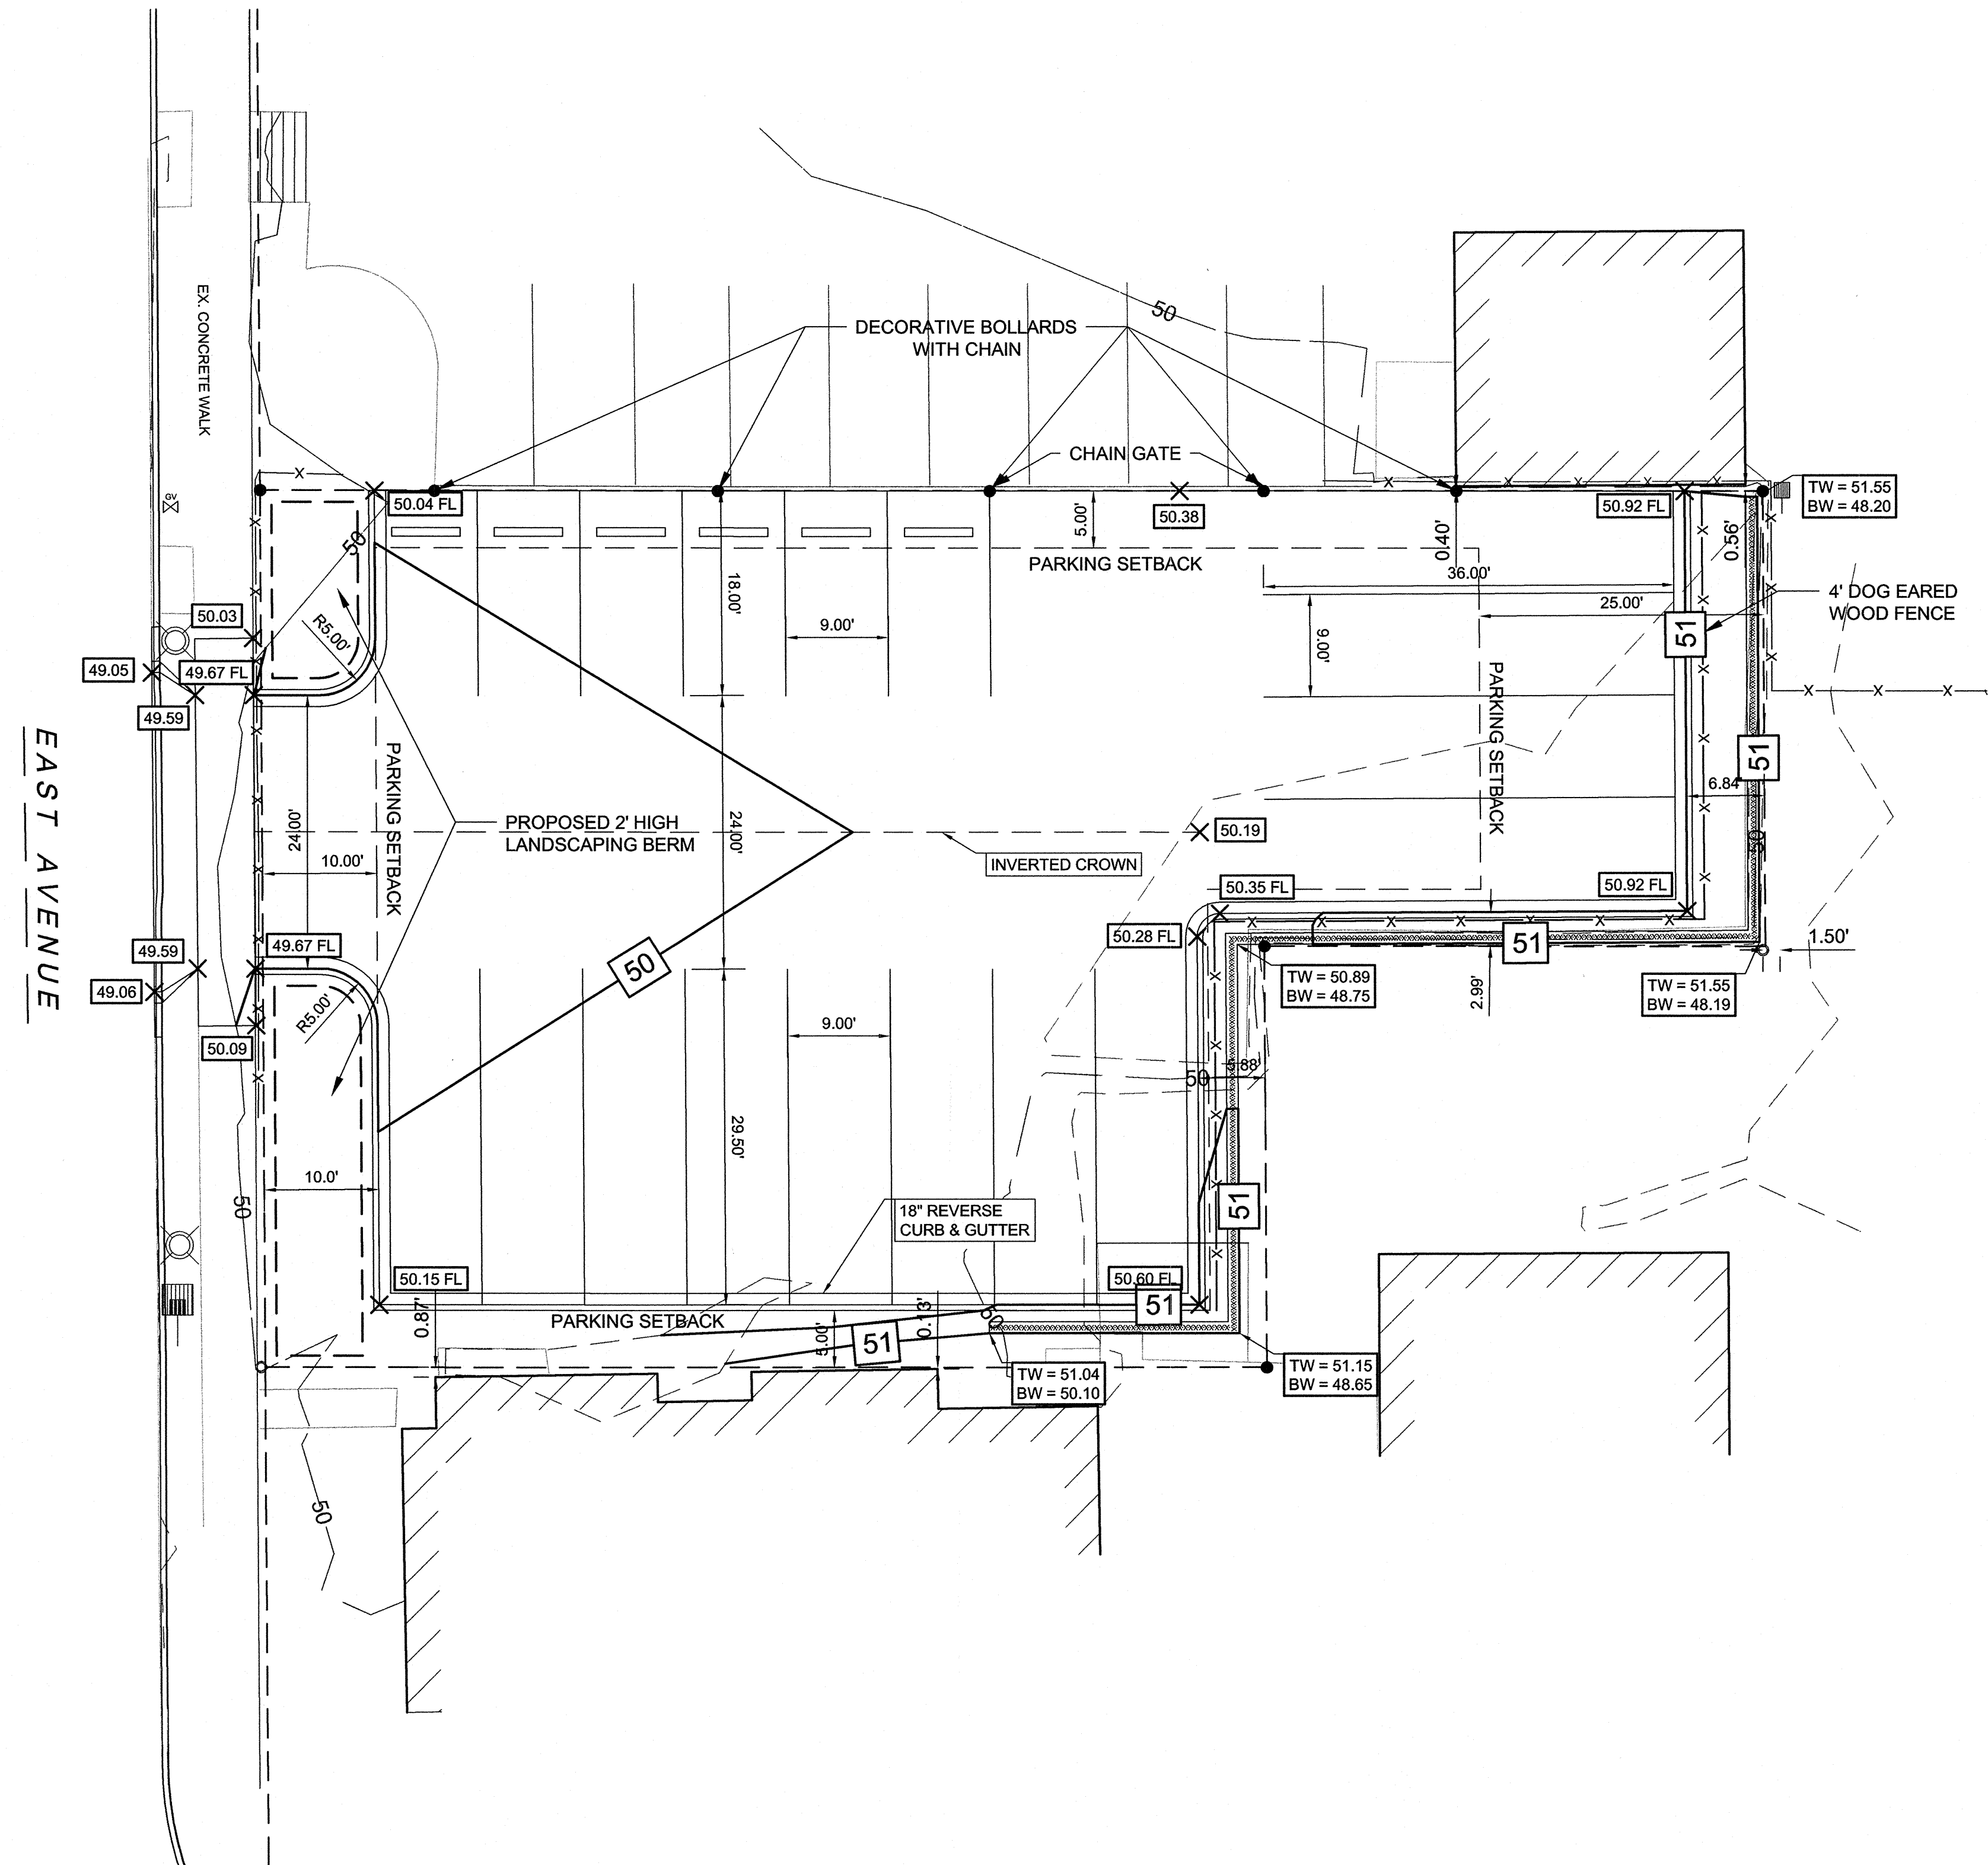 50
EX. CONCRETE WALK
DECORATIVE BOLLARDS
WITH CHAIN
CHAIN GATE
X
GV
50.04 FL
50.38
50.92 FL
TW = 51.55
BW = 48.20
50
5.00'
0.40'
0.56'
PARKING SETBACK
36.00'
25.00'
4' DOG EARED
WOOD FENCE
18.00'
9.00'
9.00'
50.03
R5.00'
51
49.05
49.67 FL
49.59
PARKING SETBACK
X X X
EAST AVENUE
24.00'
PARKING SETBACK
10.00'
PROPOSED 2' HIGH
LANDSCAPING BERM
24.00'
50.19
INVERTED CROWN
51
6.84'
50
50.35 FL
50.92 FL
49.59
49.67 FL
50.28 FL
51
1.50'
49.06
50
TW = 50.89
BW = 48.75
2.99'
TW = 51.55
BW = 48.19
R5.00'
50.09
9.00'
50
5.88'
29.50'
10.0'
50
51
18" REVERSE
CURB & GUTTER
50.15 FL
50.60 FL
51
0.87'
PARKING SETBACK
5.00'
51
0.13'
50
TW = 51.04
BW = 50.10
TW = 51.15
BW = 48.65
50